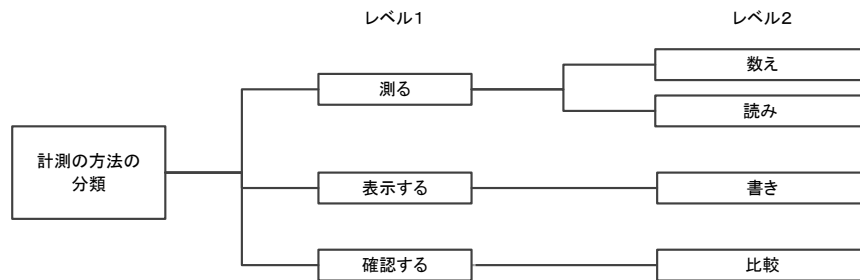 レベル1
レベル2
計測の方法の
分類
測る
数え
読み
表示する
書き
確認する
比較